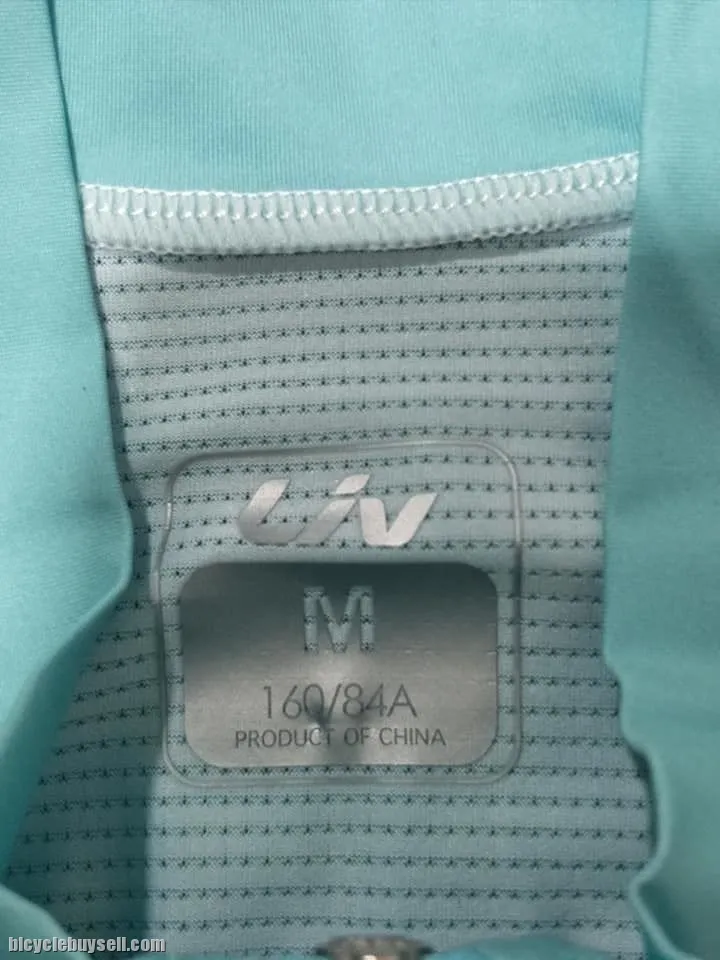 Liv
M
160/84A
PRODUCT OF CHINA
bicyclebuysell.com